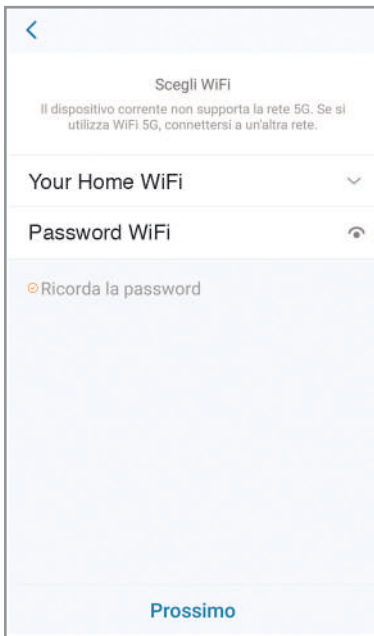 Scegli WiFi
Il dispositivo corrente non supporta la rete 5G. Se si
utilizza WiFi 5G, connettersi a un'altra rete.
Your Home WiFi
Password WiFi
Ricorda la password
Prossimo